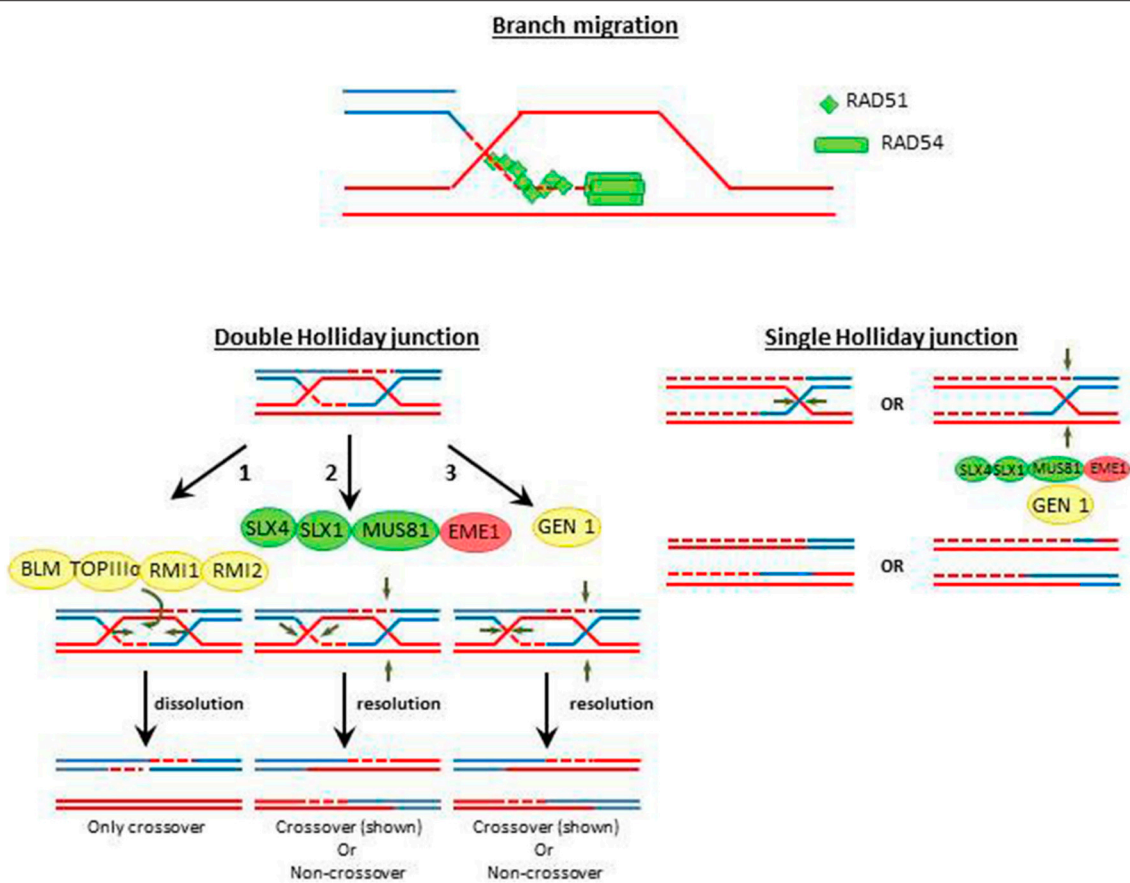 Branch migration
RAD51
RAD54
Double Holliday junction
1
2
3
SLX4 SLX1 MUS81 EME1
GEN 1
BLM TOPIIIα RMI1 RMI2
dissolution
resolution
resolution
Only crossover
Crossover (shown)
Or
Non-crossover
Crossover (shown)
Or
Non-crossover
Single Holliday junction
OR
SLX4 SLX1 MUS81 EME1
GEN 1
OR